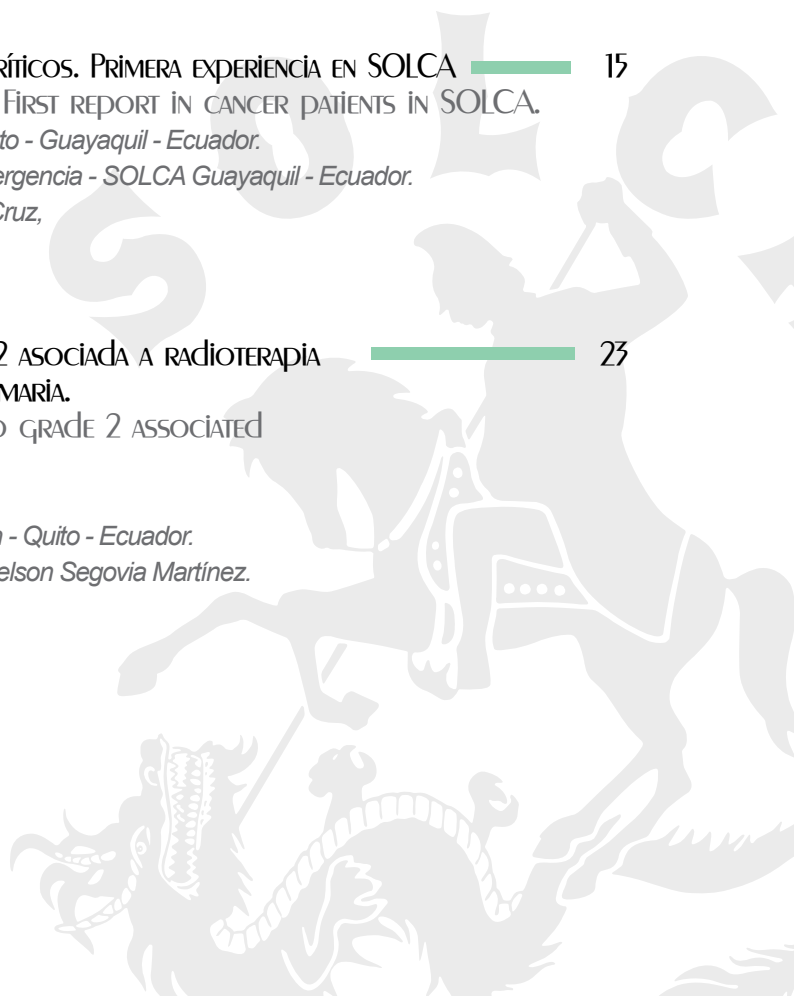 S O L C
ríticos. Primera experiencia en SOLCA 15
First report in cancer patients in SOLCA.
to - Guayaquil - Ecuador.
ergencia - SOLCA Guayaquil - Ecuador.
Cruz,
2 asociada a radioterapia 23
maria.
o grade 2 associated
- Quito - Ecuador.
elson Segovia Martínez.